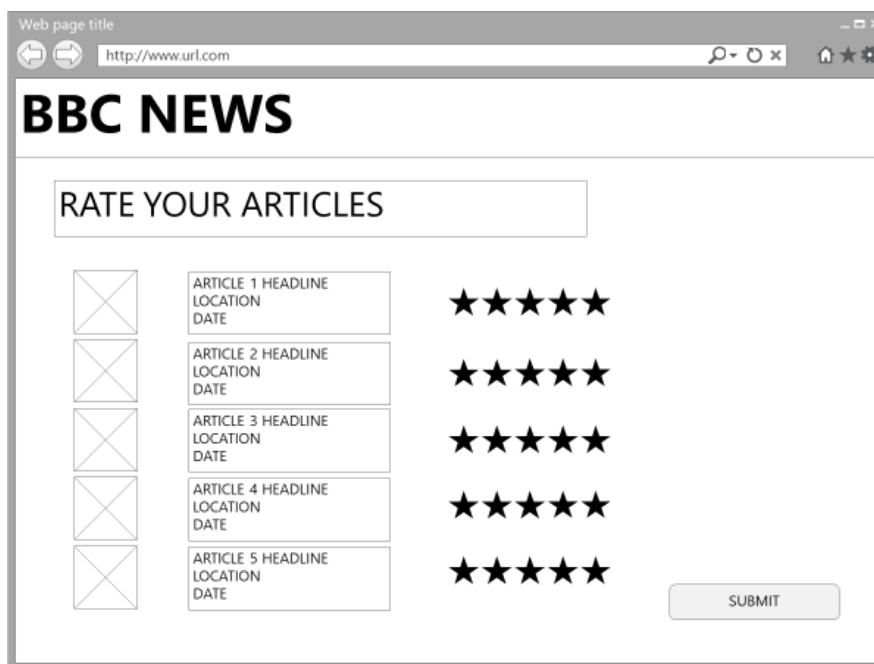 Web page title
http://www.url.com
BBC NEWS
RATE YOUR ARTICLES
ARTICLE 1 HEADLINE
LOCATION
DATE
ARTICLE 2 HEADLINE
LOCATION
DATE
ARTICLE 3 HEADLINE
LOCATION
DATE
ARTICLE 4 HEADLINE
LOCATION
DATE
ARTICLE 5 HEADLINE
LOCATION
DATE
SUBMIT